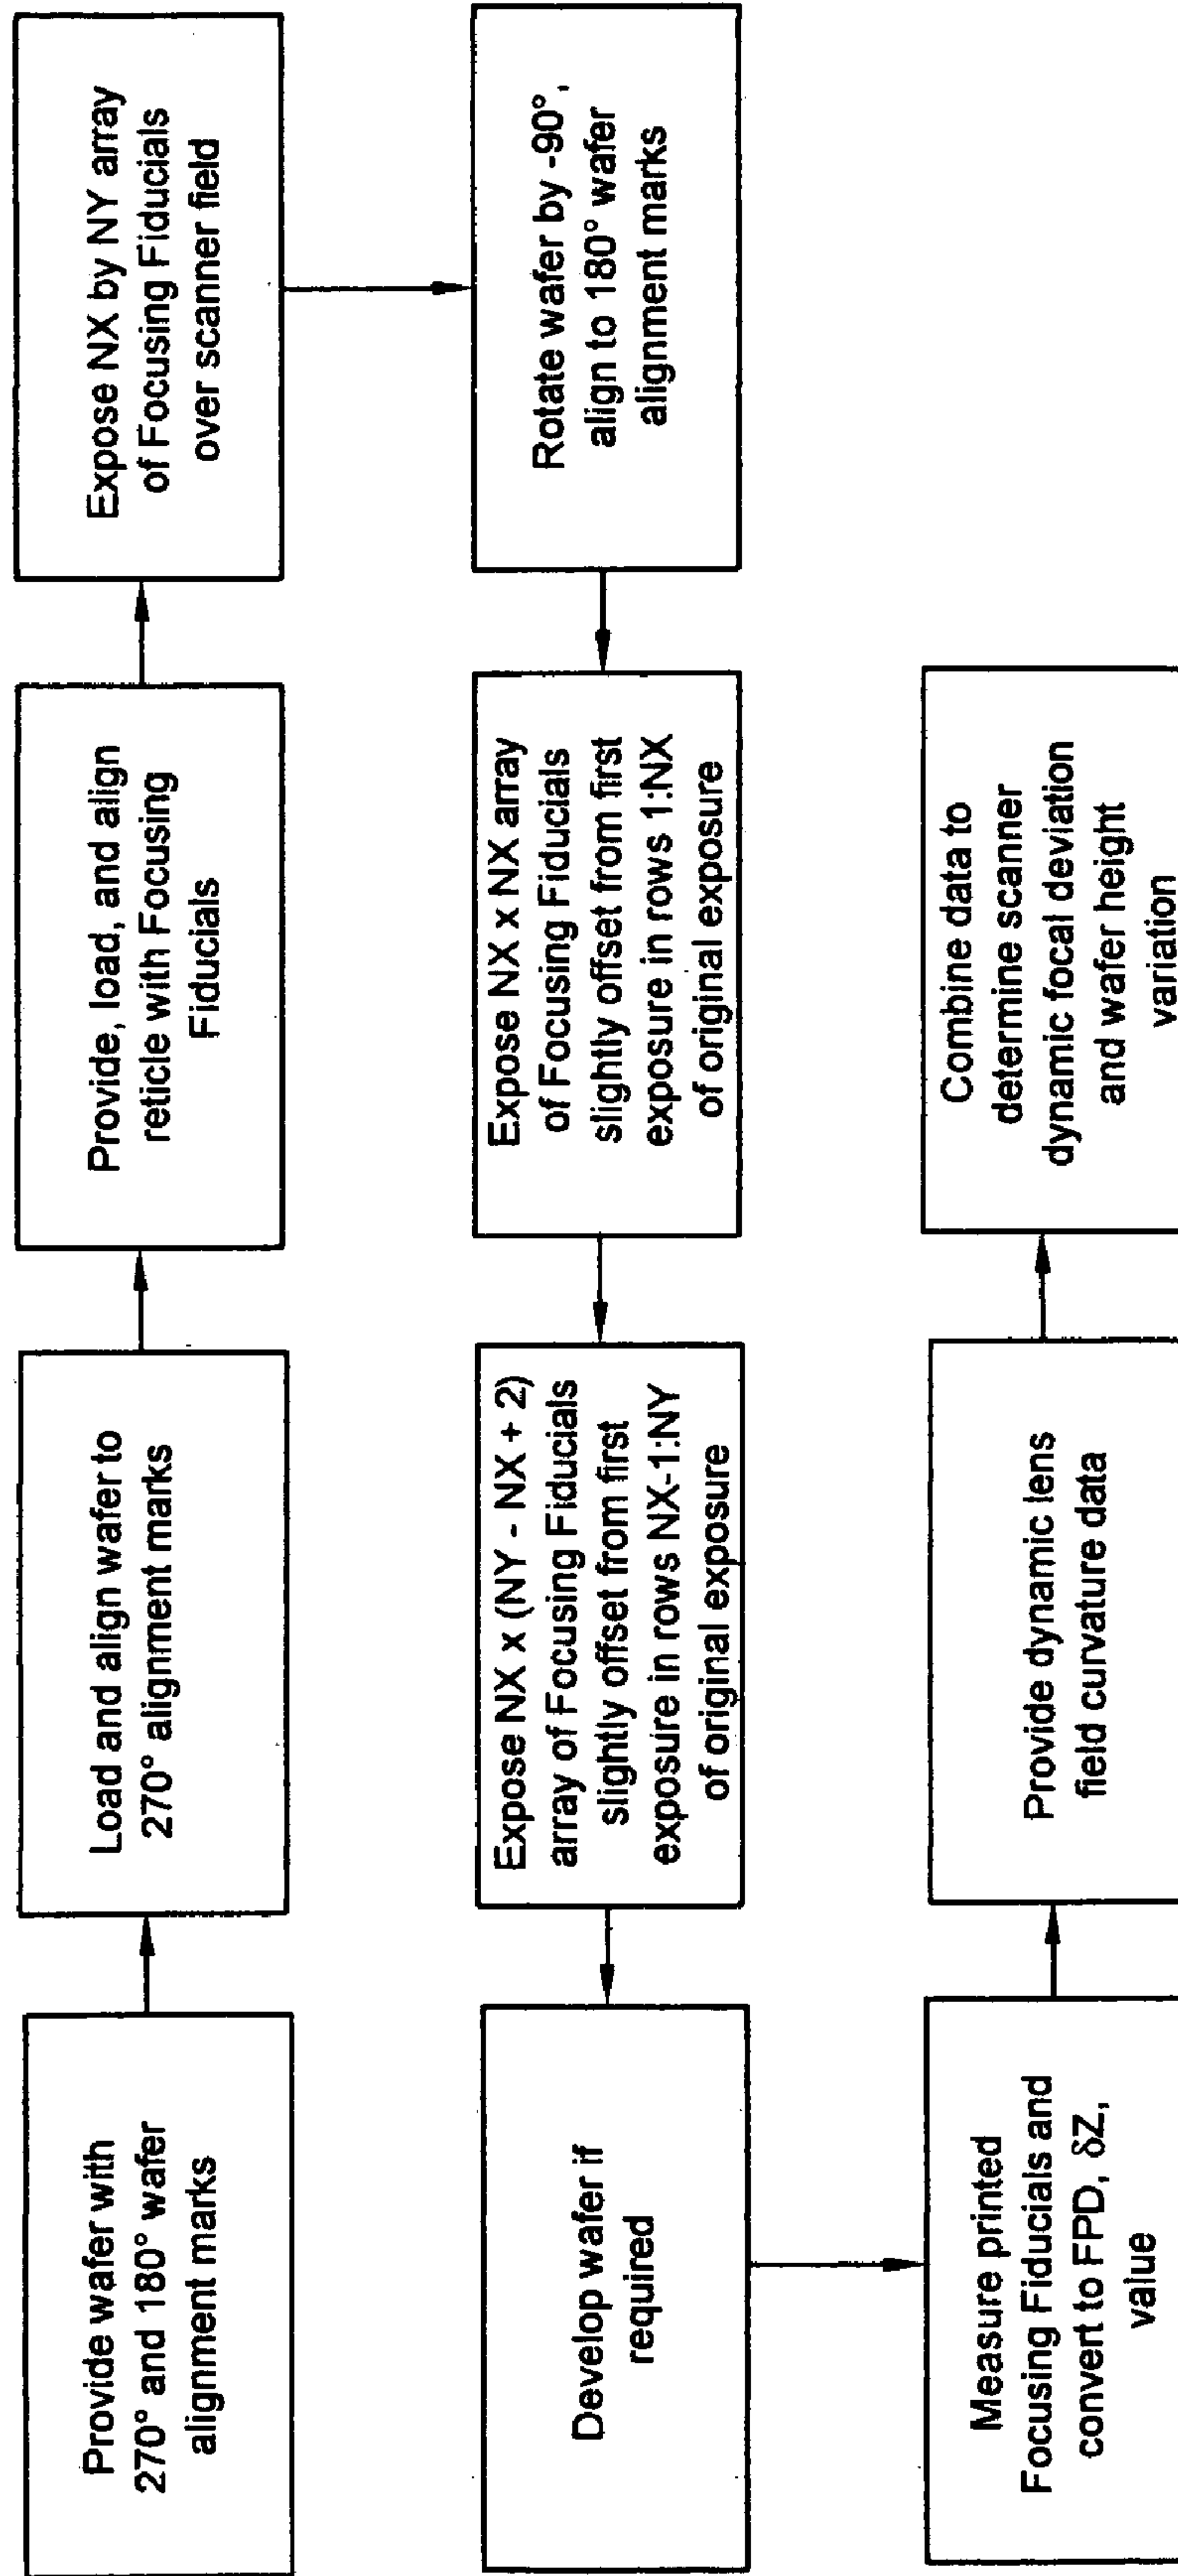 Provide wafer with
270° and 180° wafer
alignment marks
Load and align wafer to
270° alignment marks
Provide, load, and align
reticle with Focusing
Fiducials
Expose NX by NY array
of Focusing Fiducials
over scanner field
Rotate wafer by -90°,
align to 180° wafer
alignment marks
Expose NX x NX array
of Focusing Fiducials
slightly offset from first
exposure in rows 1:NX
of original exposure
Expose NX x (NY - NX + 2)
array of Focusing Fiducials
slightly offset from first
exposure in rows NX-1:NY
of original exposure
Develop wafer if
required
Measure printed
Focusing Fiducials and
convert to FPD, δZ,
value
Provide dynamic lens
field curvature data
Combine data to
determine scanner
dynamic focal deviation
and wafer height
variation